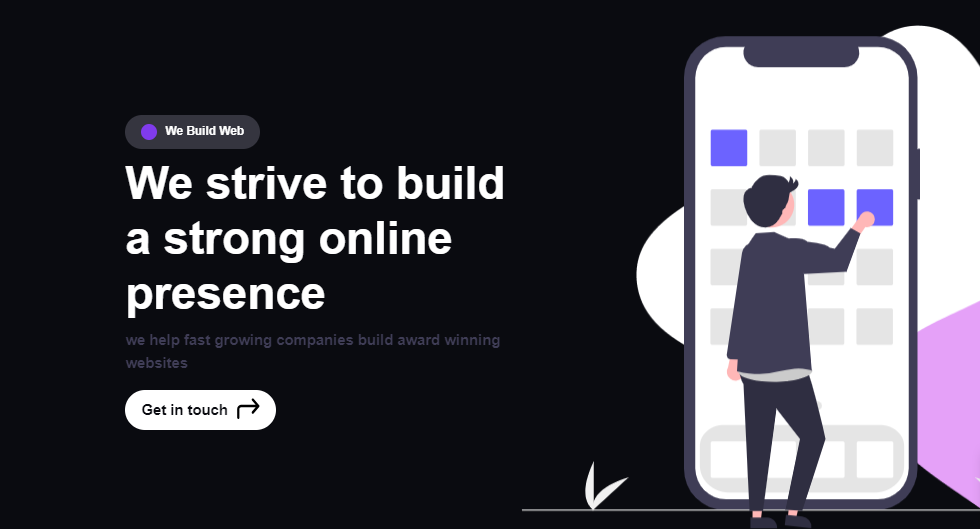 We Build Web
We strive to build
a strong online
presence
we help fast growing companies build award winning
websites
Get in touch